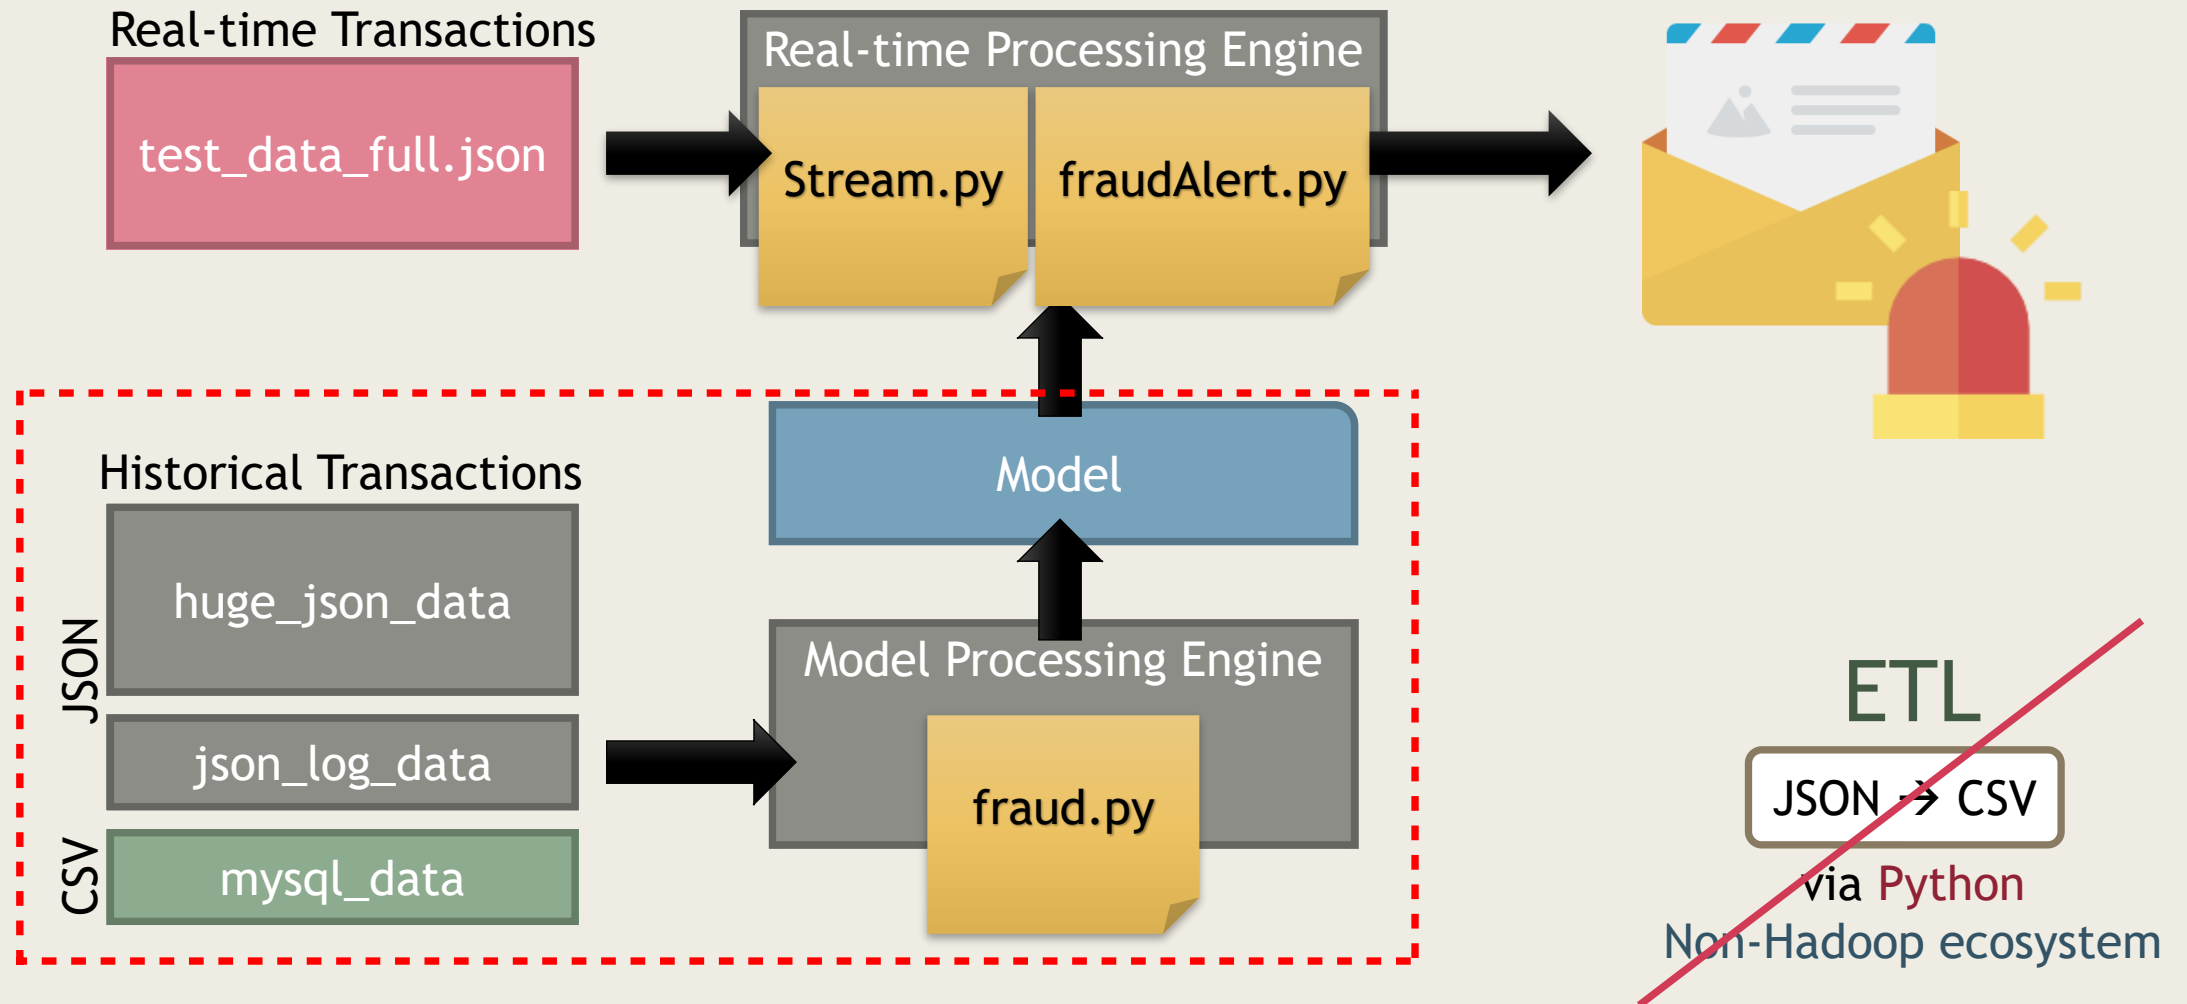 Real-time Transactions
test_data_full.json
Real-time Processing Engine
Stream.py
fraudAlert.py
Historical Transactions
JSON
huge_json_data
json_log_data
CSV
mysql_data
Model
Model Processing Engine
fraud.py
ETL
JSON → CSV
via Python
Non-Hadoop ecosystem